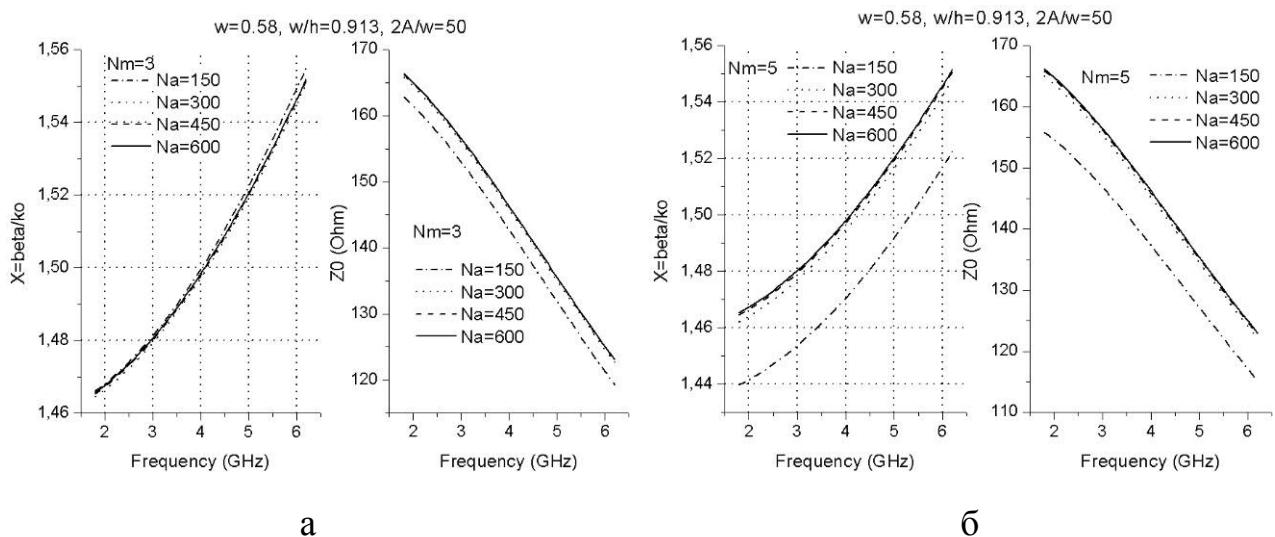 w=0.58, w/h=0.913, 2A/w=50
1,56
1,54
1,52
1,50
1,48
1,46
X=beta/ko
Nm=3
Na=150
Na=300
Na=450
Na=600
2 3 4 5 6
Frequency (GHz)
170
160
150
140
130
120
Z0 (Ohm)
Nm=3
Na=150
Na=300
Na=450
Na=600
2 3 4 5 6
Frequency (GHz)
а
w=0.58, w/h=0.913, 2A/w=50
1,56
1,54
1,52
1,50
1,48
1,46
1,44
X=beta/ko
Nm=5
Na=150
Na=300
Na=450
Na=600
2 3 4 5 6
Frequency (GHz)
170
160
150
140
130
120
110
Z0 (Ohm)
Nm=5
Na=150
Na=300
Na=450
Na=600
2 3 4 5 6
Frequency (GHz)
б